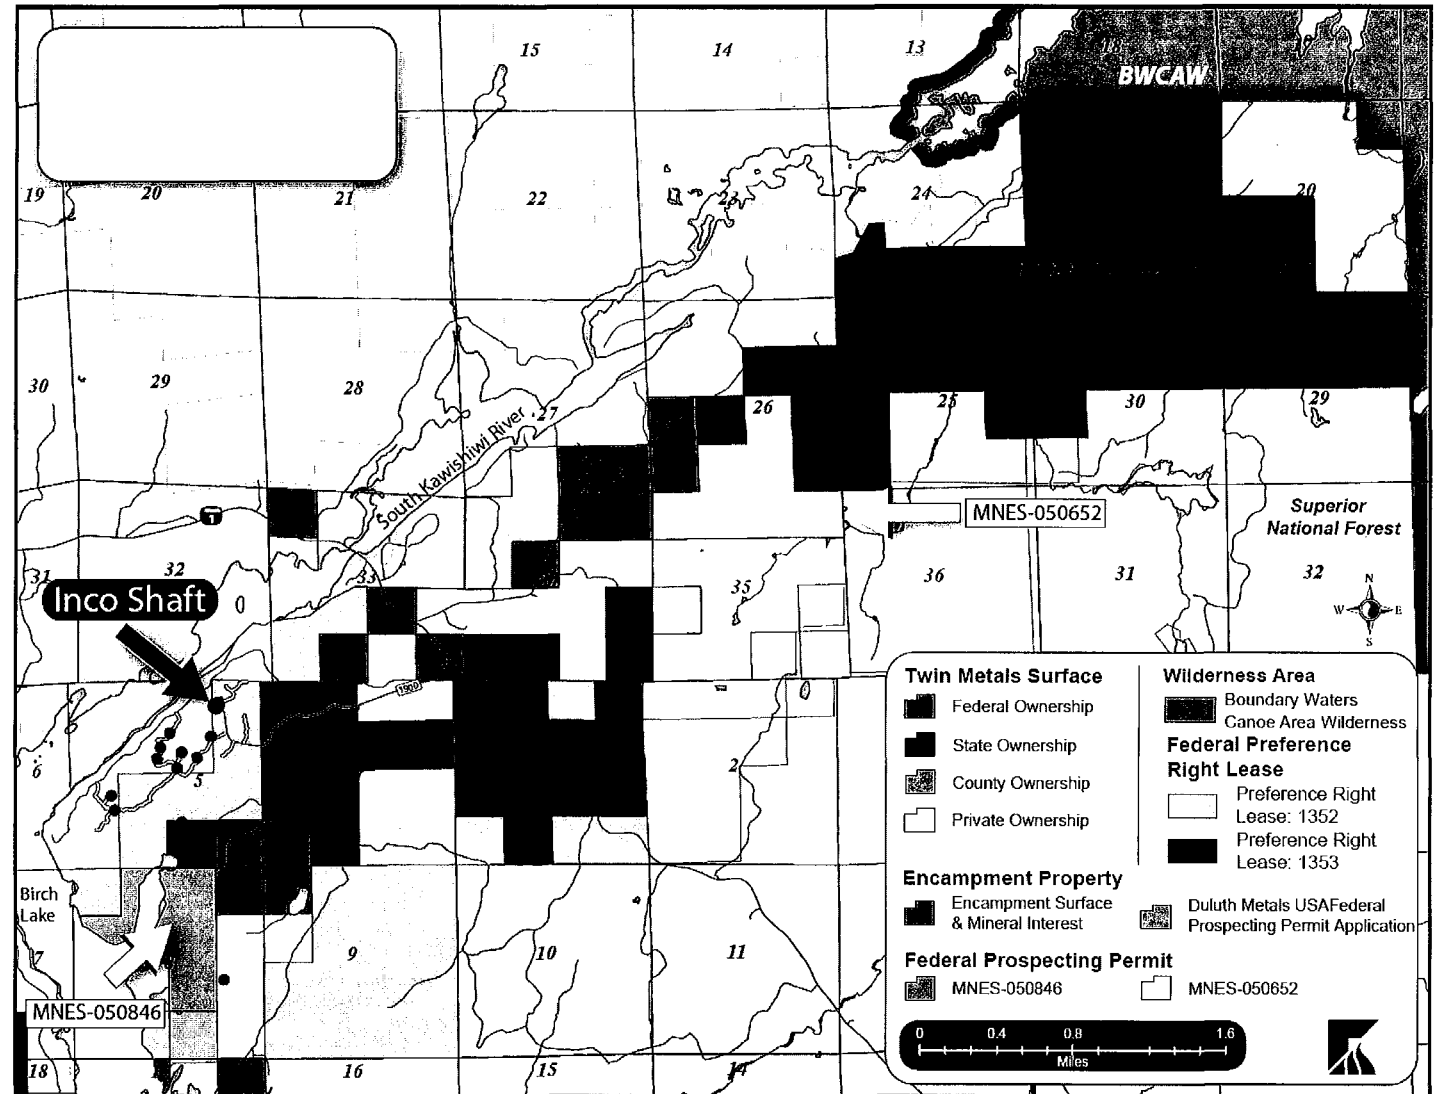 15
14
13
18
BWCAW
19
20
21
22
23
24
20
30
29
28
27
26
25
30
29
South Kawishiwi River
1
MNES-050652
Superior
National Forest
31
32
33
35
36
31
32
Inco Shaft
N
W
E
S
1900
6
5
2
Birch
Lake
7
9
10
11
MNES-050846
18
16
15
14
Twin Metals Surface
Federal Ownership
State Ownership
County Ownership
Private Ownership
Encampment Property
Encampment Surface
& Mineral Interest
Federal Prospecting Permit
MNES-050846
Wilderness Area
Boundary Waters
Canoe Area Wilderness
Federal Preference
Right Lease
Preference Right
Lease: 1352
Preference Right
Lease: 1353
Duluth Metals USAFederal
Prospecting Permit Application
MNES-050652
0 0.4 0.8 1.6
Miles